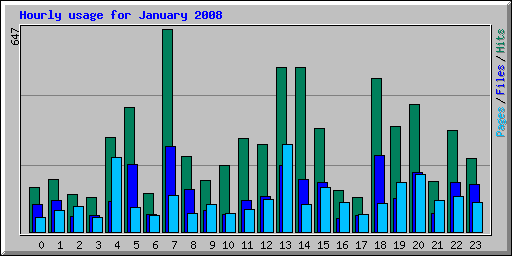 Hourly usage for January 2008
647
Pages / Files / Hits
0 1 2 3 4 5 6 7 8 9 10 11 12 13 14 15 16 17 18 19 20 21 22 23